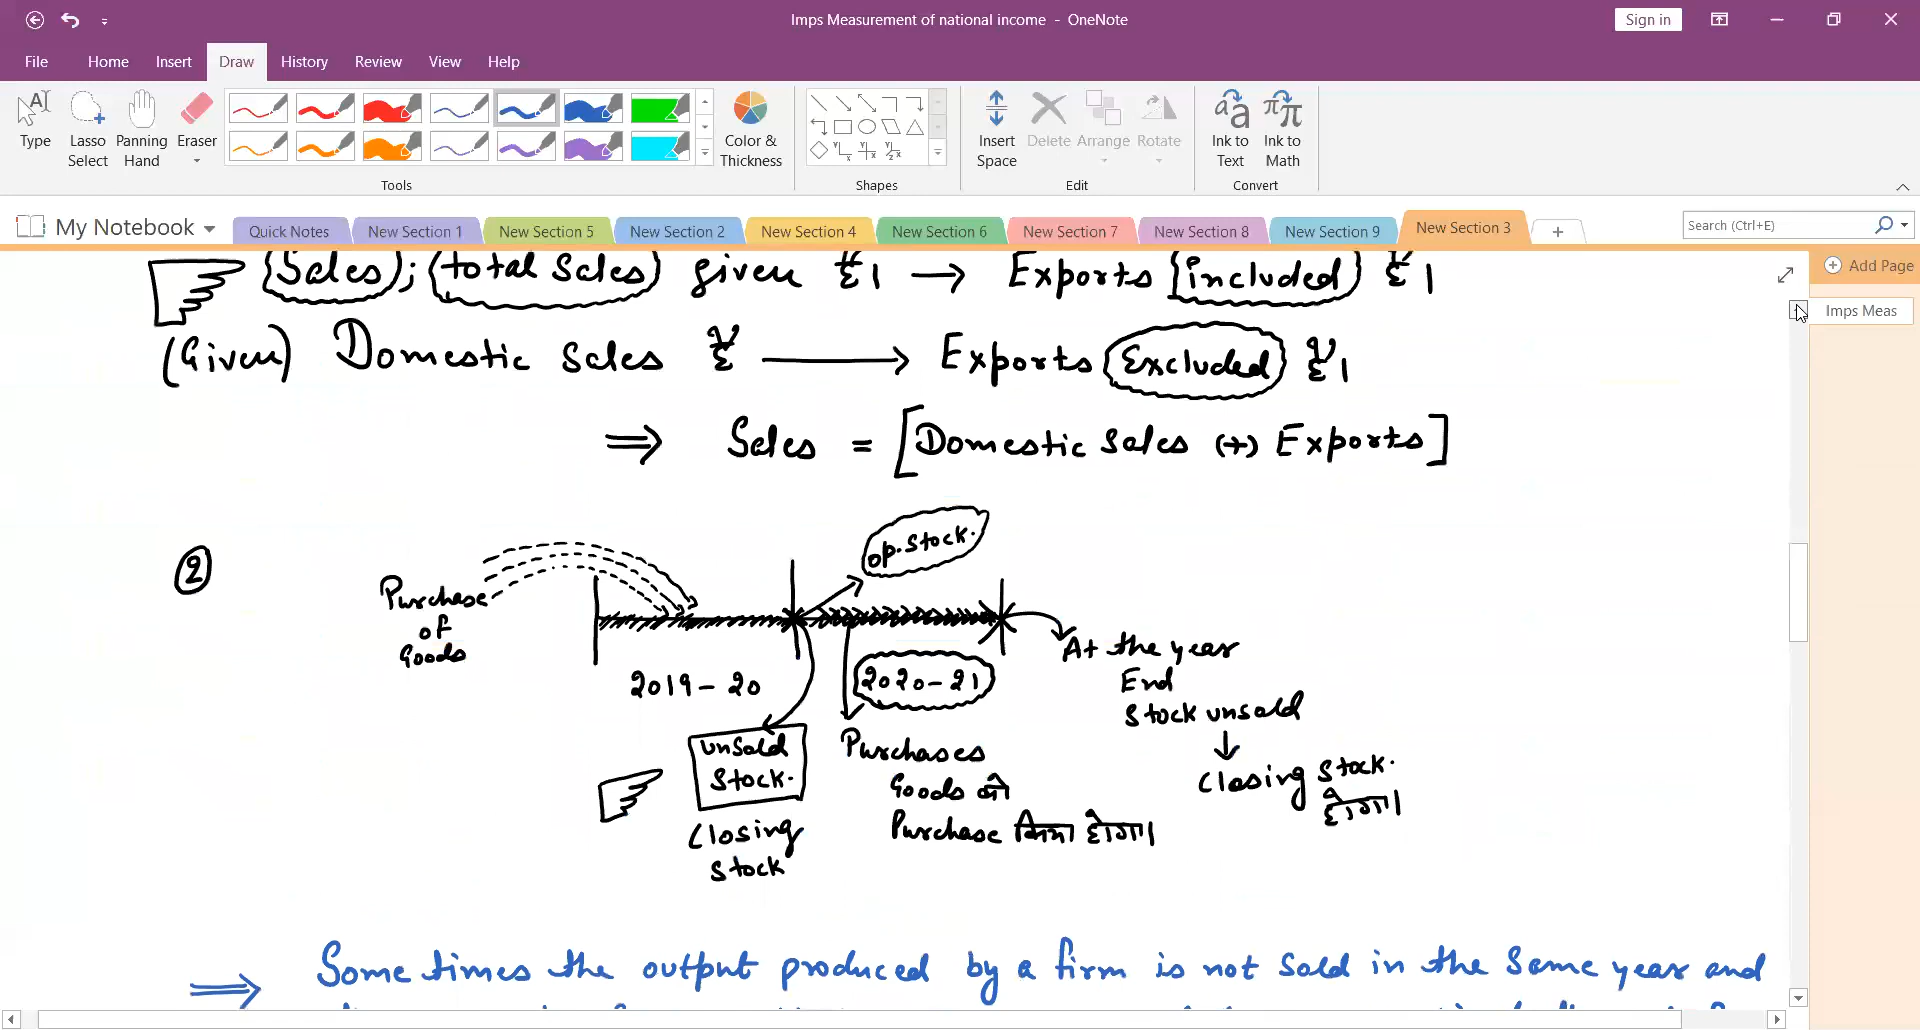 Imps Measurement of national income - OneNote
Sign in
File Home Insert Draw History Review View Help
Type
Lasso Select
Panning Hand
Eraser
Color & Thickness
Insert Space
Delete
Arrange
Rotate
Ink to Text
Ink to Math
Tools
Shapes
Edit
Convert
My Notebook
Quick Notes
New Section 1
New Section 5
New Section 2
New Section 4
New Section 6
New Section 7
New Section 8
New Section 9
New Section 3
Search (Ctrl+E)
Add Page
Imps Meas
(Sales); (total Sales) given है। → Exports [included] है।
(Given) Domestic Sales है → Exports Excluded है।
⇒ Sales = [Domestic Sales (+) Exports]
2
op. stock.
Purchase
of
Goods
2019-20
2020-21
At the year
End
Stock unsold
↓
Closing Stock.
होगा।
unsold
Stock.
Closing
Stock
Purchases
Goods को
Purchase किया होगा।
⇒ Some times the output produced by a firm is not sold in the same year and